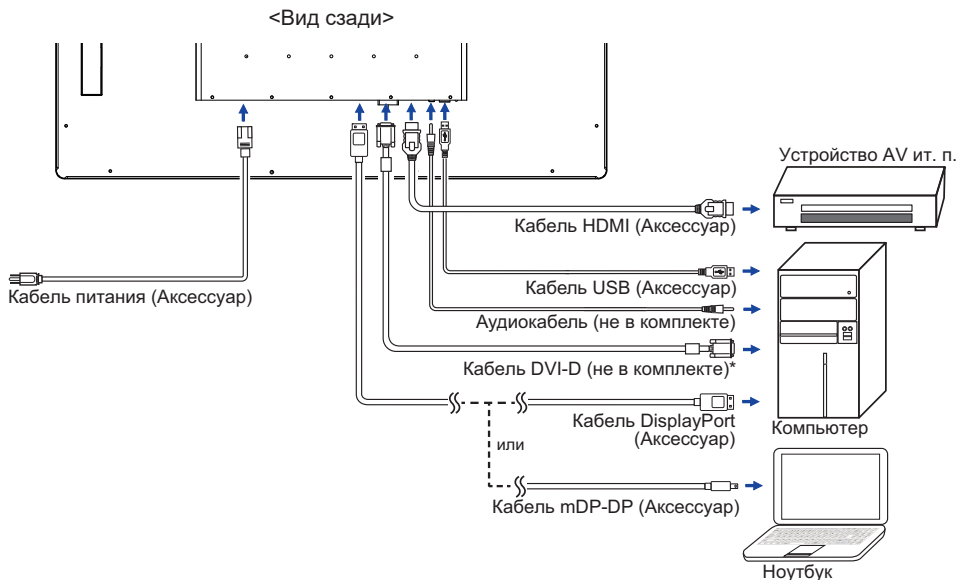 <Вид сзади>
Устройство AV ит. п.
Кабель HDMI (Аксессуар)
Кабель питания (Аксессуар)
Кабель USB (Аксессуар)
Аудиокабель (не в комплекте)
Кабель DVI-D (не в комплекте)*
Кабель DisplayPort
(Аксессуар)
Компьютер
или
Кабель mDP-DP (Аксессуар)
Ноутбук